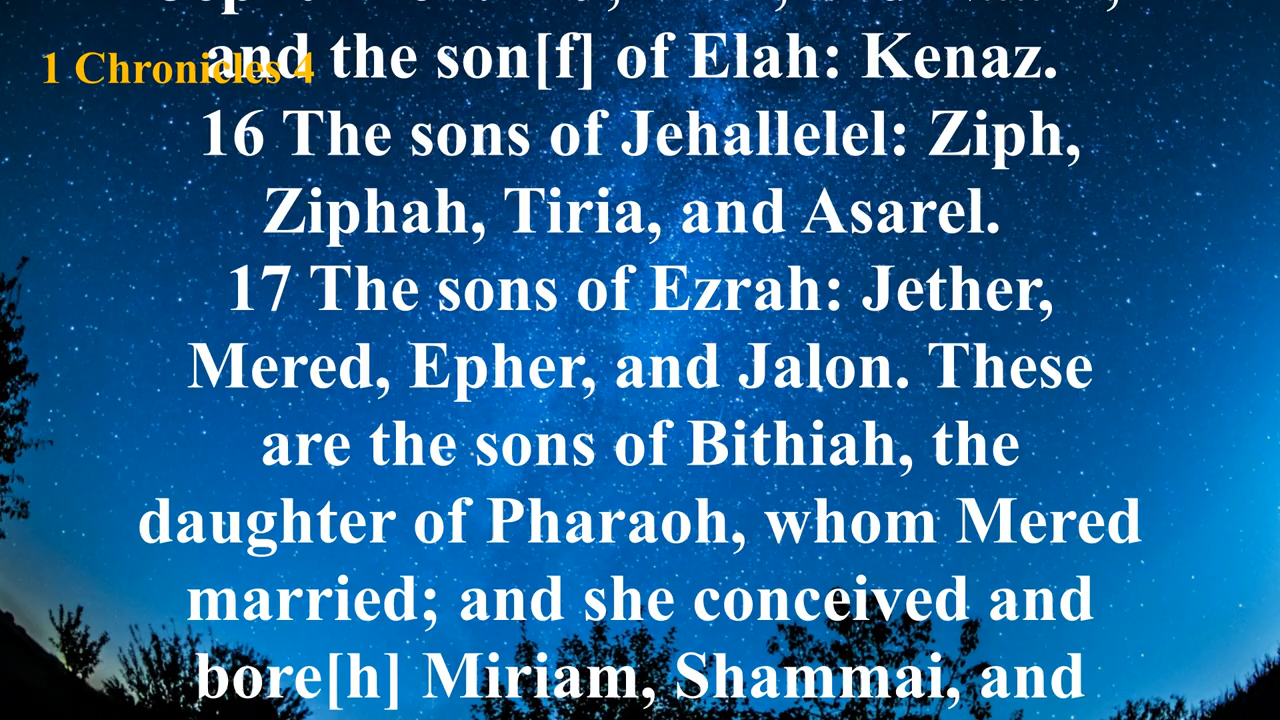 1 Chronicles 4
and the son[f] of Elah: Kenaz.
16 The sons of Jehallelel: Ziph,
Ziphah, Tiria, and Asarel.
17 The sons of Ezrah: Jether,
Mered, Epher, and Jalon. These
are the sons of Bithiah, the
daughter of Pharaoh, whom Mered
married; and she conceived and
bore[h] Miriam, Shammai, and